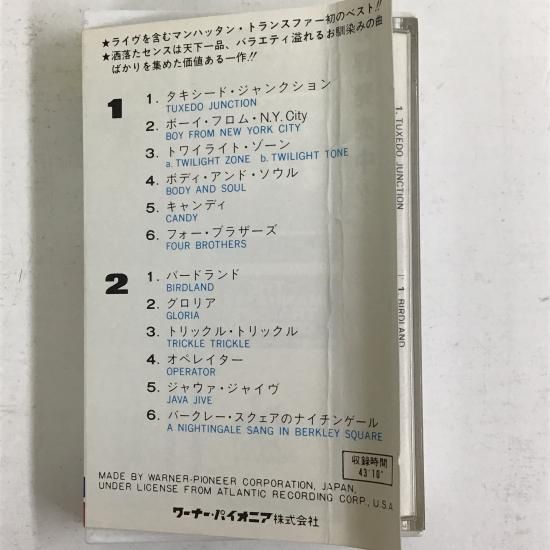 ★ライヴを含むマンハッタン・トランスファー初のベスト!!
★洒落たセンスは天下一品、バラエティ溢れるお馴染みの曲
ばかりを集めた価値ある一作!!
1
1. タキシード・ジャンクション
TUXEDO JUNCTION
2. ボーイ・フロム・N.Y. City
BOY FROM NEW YORK CITY
3. トワイライト・ゾーン
a. TWILIGHT ZONE b. TWILIGHT TONE
4. ボディ・アンド・ソウル
BODY AND SOUL
5. キャンディ
CANDY
6. フォー・ブラザーズ
FOUR BROTHERS
2
1. バードランド
BIRDLAND
2. グロリア
GLORIA
3. トリックル・トリックル
TRICKLE TRICKLE
4. オペレイター
OPERATOR
5. ジャヴァ・ジャイヴ
JAVA JIVE
6. バークレー・スクェアのナイチンゲール
A NIGHTINGALE SANG IN BERKLEY SQUARE
収録時間
43'10"
MADE BY WARNER-PIONEER CORPORATION, JAPAN,
UNDER LICENSE FROM ATLANTIC RECORDING CORP., U.S.A.
ワーナー・パイオニア株式会社
1. TUXEDO JUNCTION
1. BIRDLAND